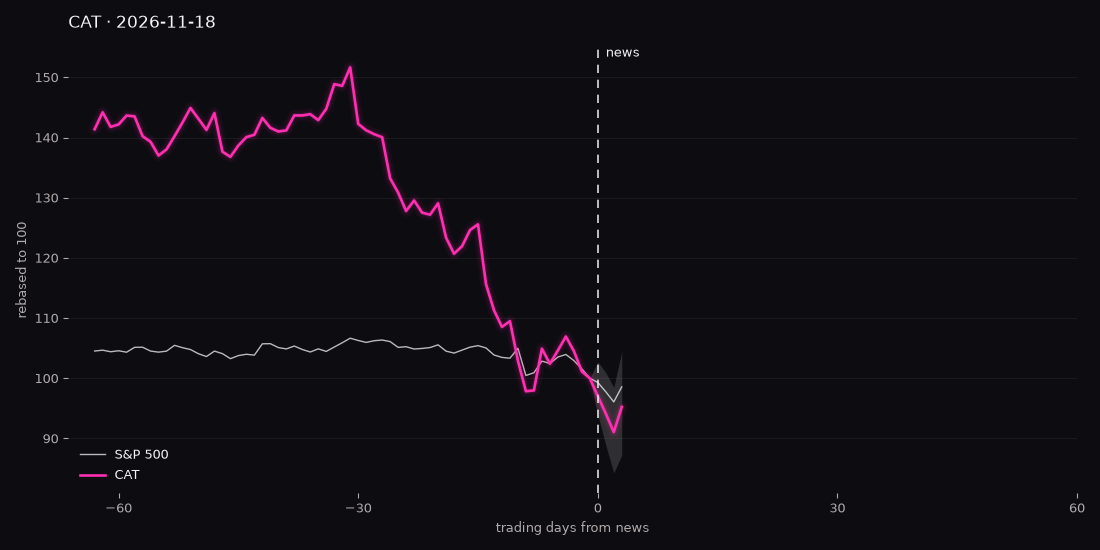 CAT · 2026-11-18
news
150
140
130
120
110
100
90
rebased to 100
S&P 500
CAT
−60
−30
0
30
60
trading days from news